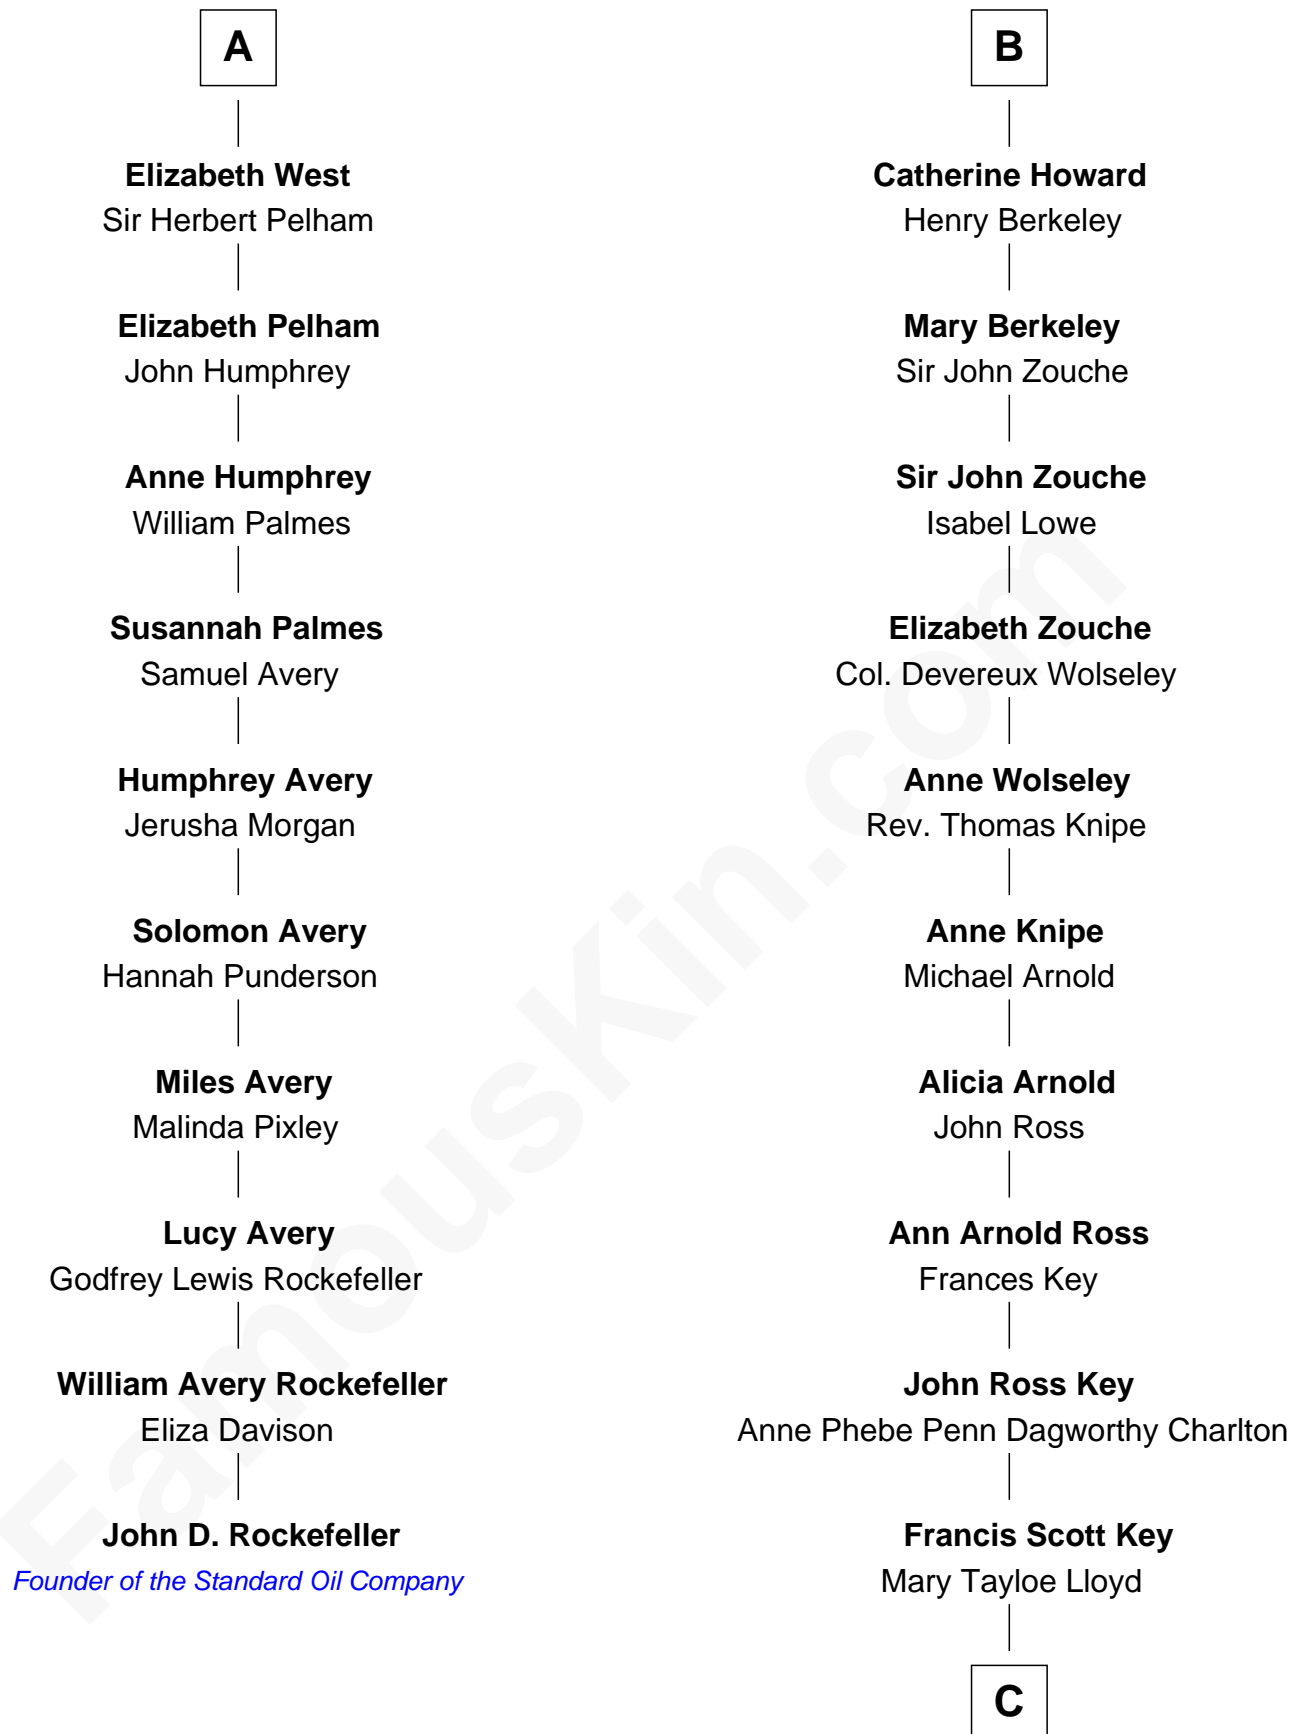 A
Elizabeth West
Sir Herbert Pelham
Elizabeth Pelham
John Humphrey
Anne Humphrey
William Palmes
Susannah Palmes
Samuel Avery
Humphrey Avery
Jerusha Morgan
Solomon Avery
Hannah Punderson
Miles Avery
Malinda Pixley
Lucy Avery
Godfrey Lewis Rockefeller
William Avery Rockefeller
Eliza Davison
John D. Rockefeller
Founder of the Standard Oil Company
B
Catherine Howard
Henry Berkeley
Mary Berkeley
Sir John Zouche
Sir John Zouche
Isabel Lowe
Elizabeth Zouche
Col. Devereux Wolseley
Anne Wolseley
Rev. Thomas Knipe
Anne Knipe
Michael Arnold
Alicia Arnold
John Ross
Ann Arnold Ross
Frances Key
John Ross Key
Anne Phebe Penn Dagworthy Charlton
Francis Scott Key
Mary Tayloe Lloyd
C
FamousKin.com